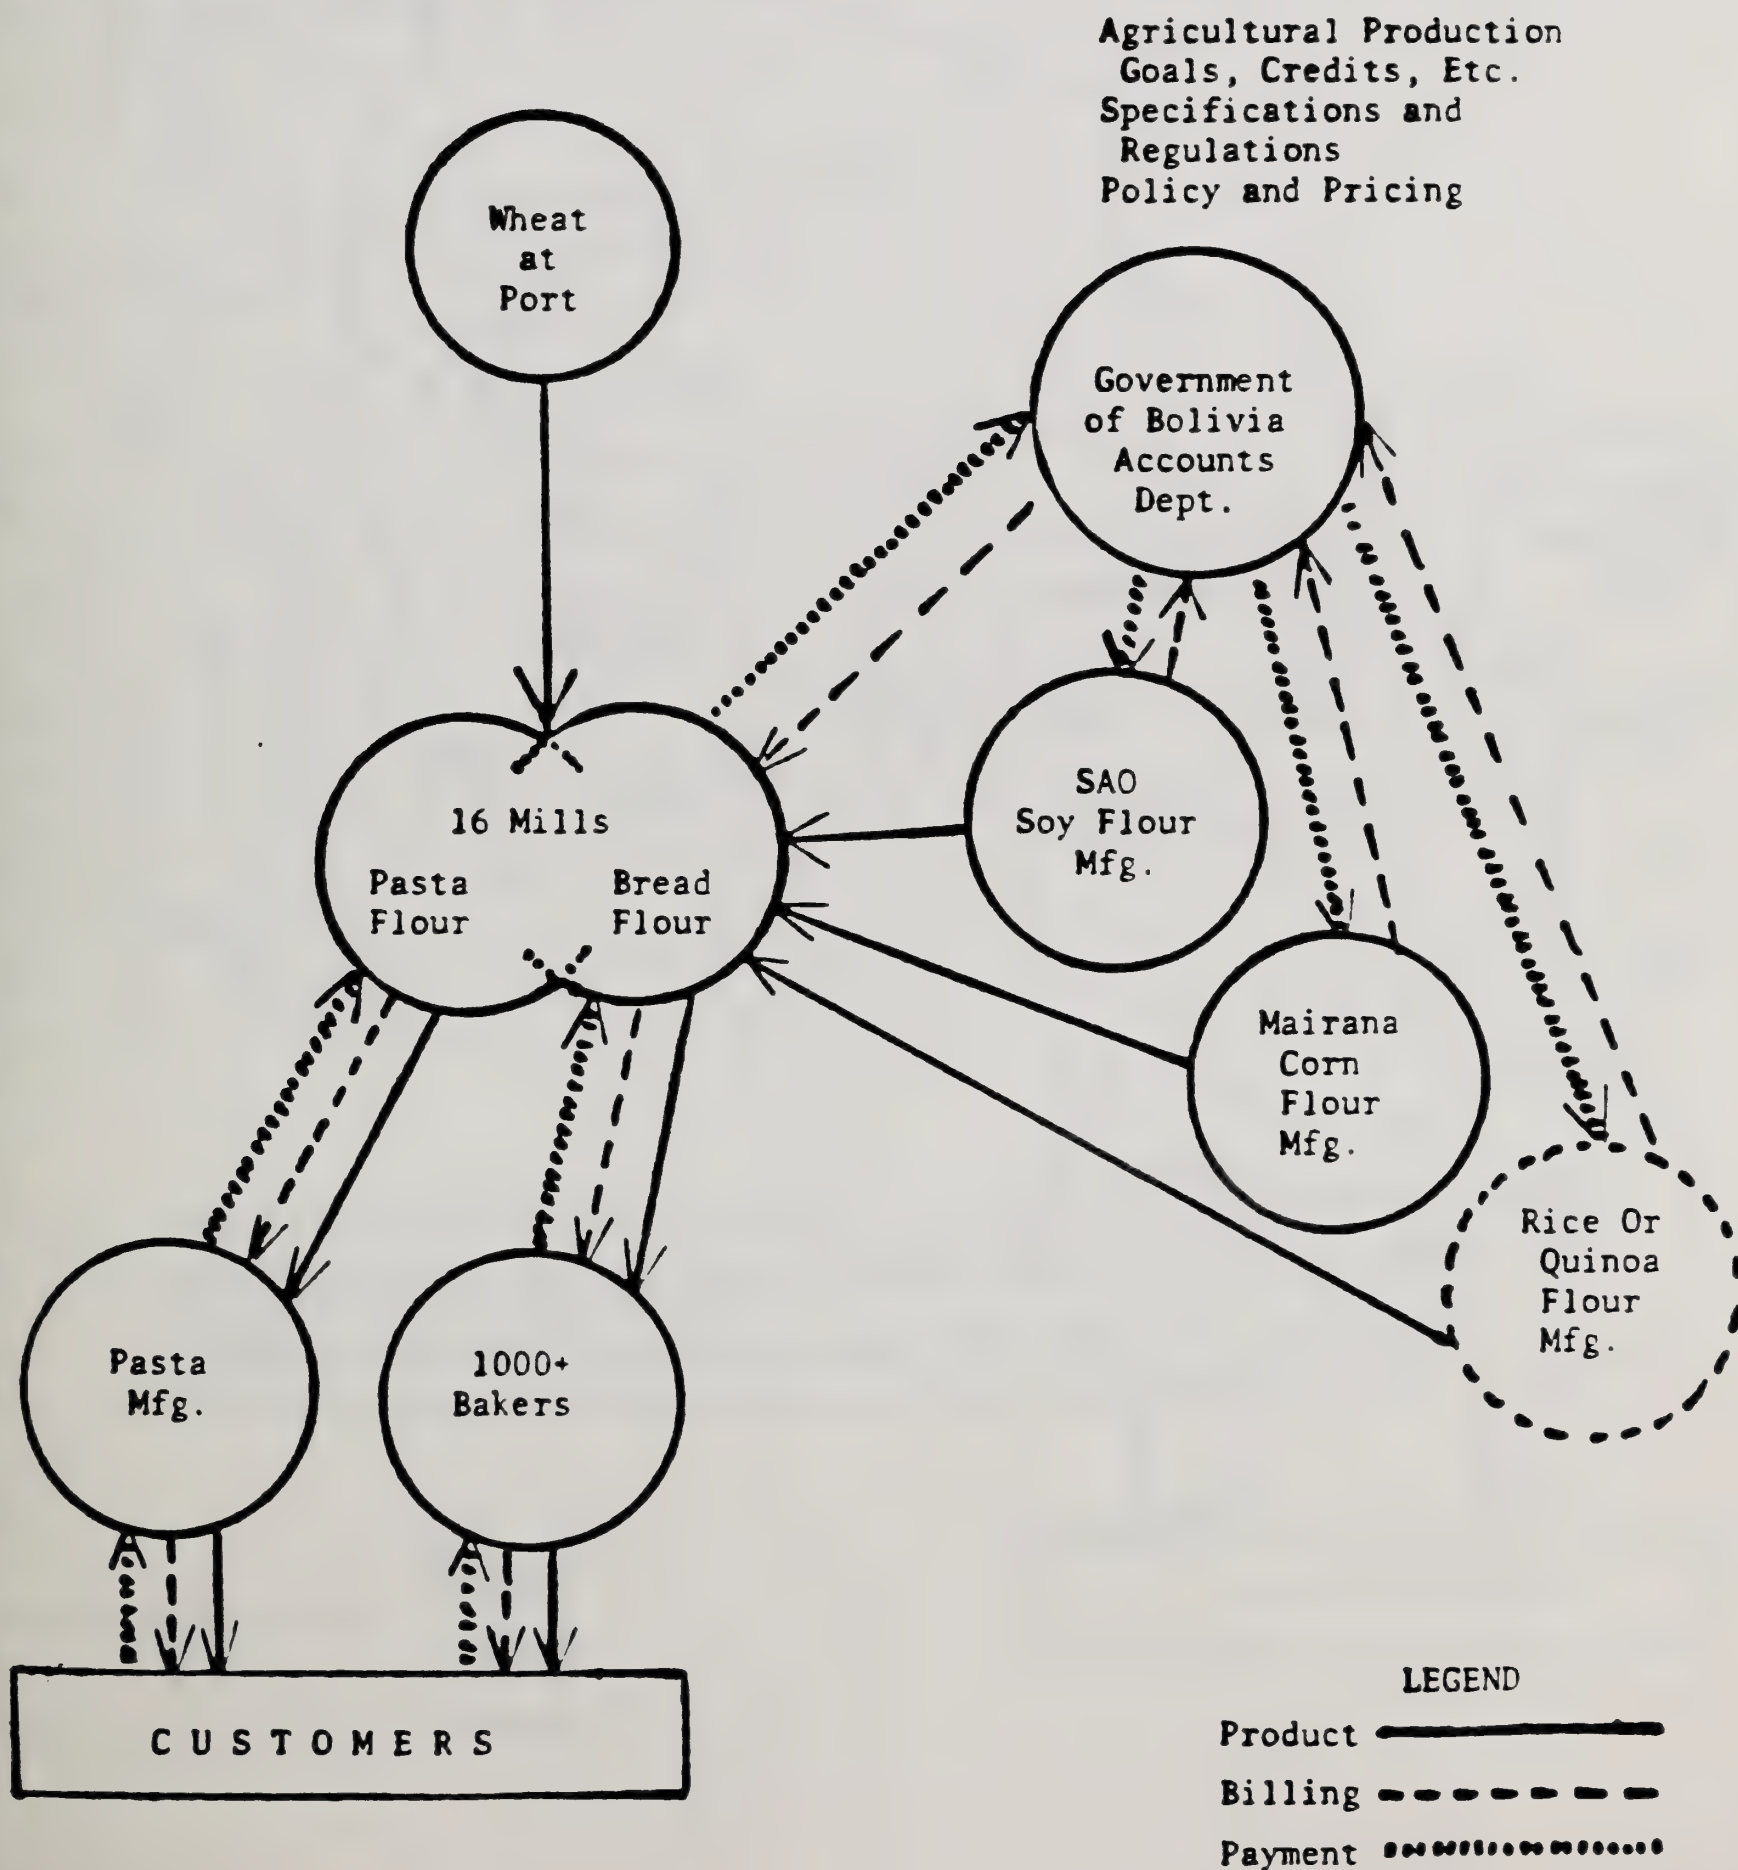 Agricultural Production
Goals, Credits, Etc.
Specifications and
Regulations
Policy and Pricing
Wheat
at
Port
Government
of Bolivia
Accounts
Dept.
16 Mills
Pasta
Flour
Bread
Flour
SAO
Soy Flour
Mfg.
Mairana
Corn
Flour
Mfg.
Rice Or
Quinoa
Flour
Mfg.
Pasta
Mfg.
1000+
Bakers
CUSTOMERS
LEGEND
Product
Billing
Payment